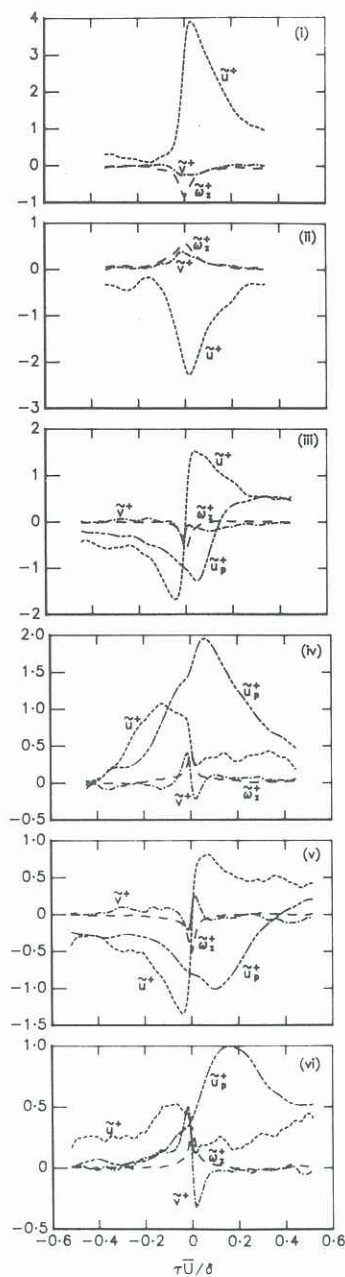 4
(i)
3
ũ⁺
2
1
ṽ⁺
0
ω̃z⁺
−1
1
(ii)
ω̃z⁺
0
ṽ⁺
−1
ũ⁺
−2
−3
2
(iii)
ũ⁺
1
ṽ⁺
ω̃z⁺
0
−1
ũp⁺
−2
2·0
(iv)
1·5
ũp⁺
ũ⁺
1·0
0·5
0
ṽ⁺
ω̃z⁺
−0·5
1·0
(v)
0·5
ṽ⁺
0
ω̃z⁺
−0·5
ũ⁺
ũp⁺
−1·0
−1·5
1·0
(vi)
ũp⁺
ũ⁺
0·5
ω̃z⁺
0
ṽ⁺
−0·5
−0·6 −0·4 −0·2 0 0·2 0·4 0·6
τU̅/δ